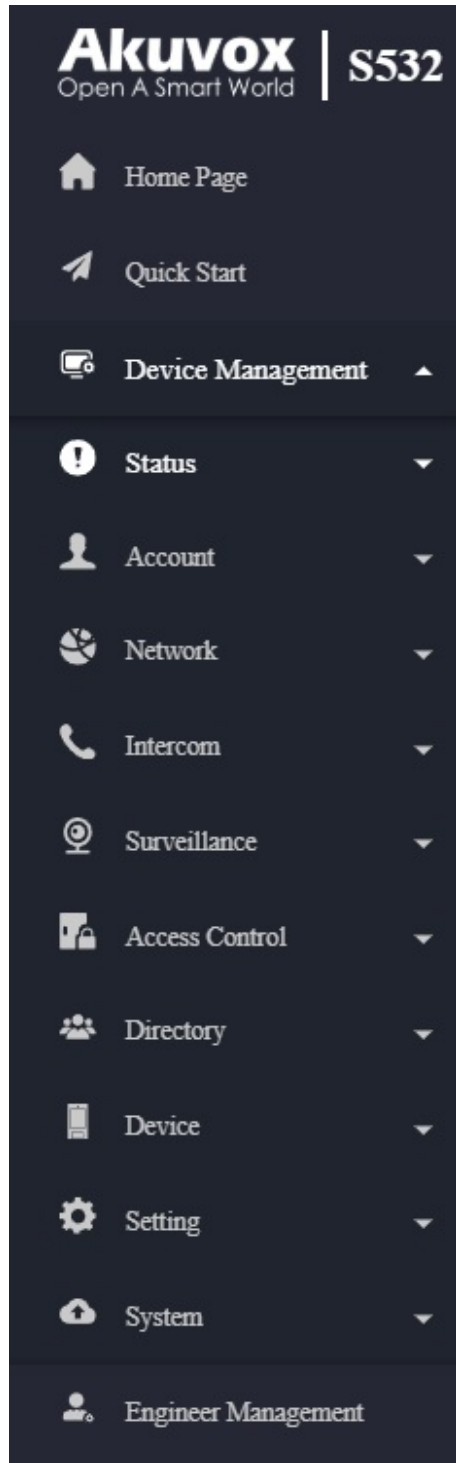 Akuvox
Open A Smart World
S532
Home Page
Quick Start
Device Management
Status
Account
Network
Intercom
Surveillance
Access Control
Directory
Device
Setting
System
Engineer Management